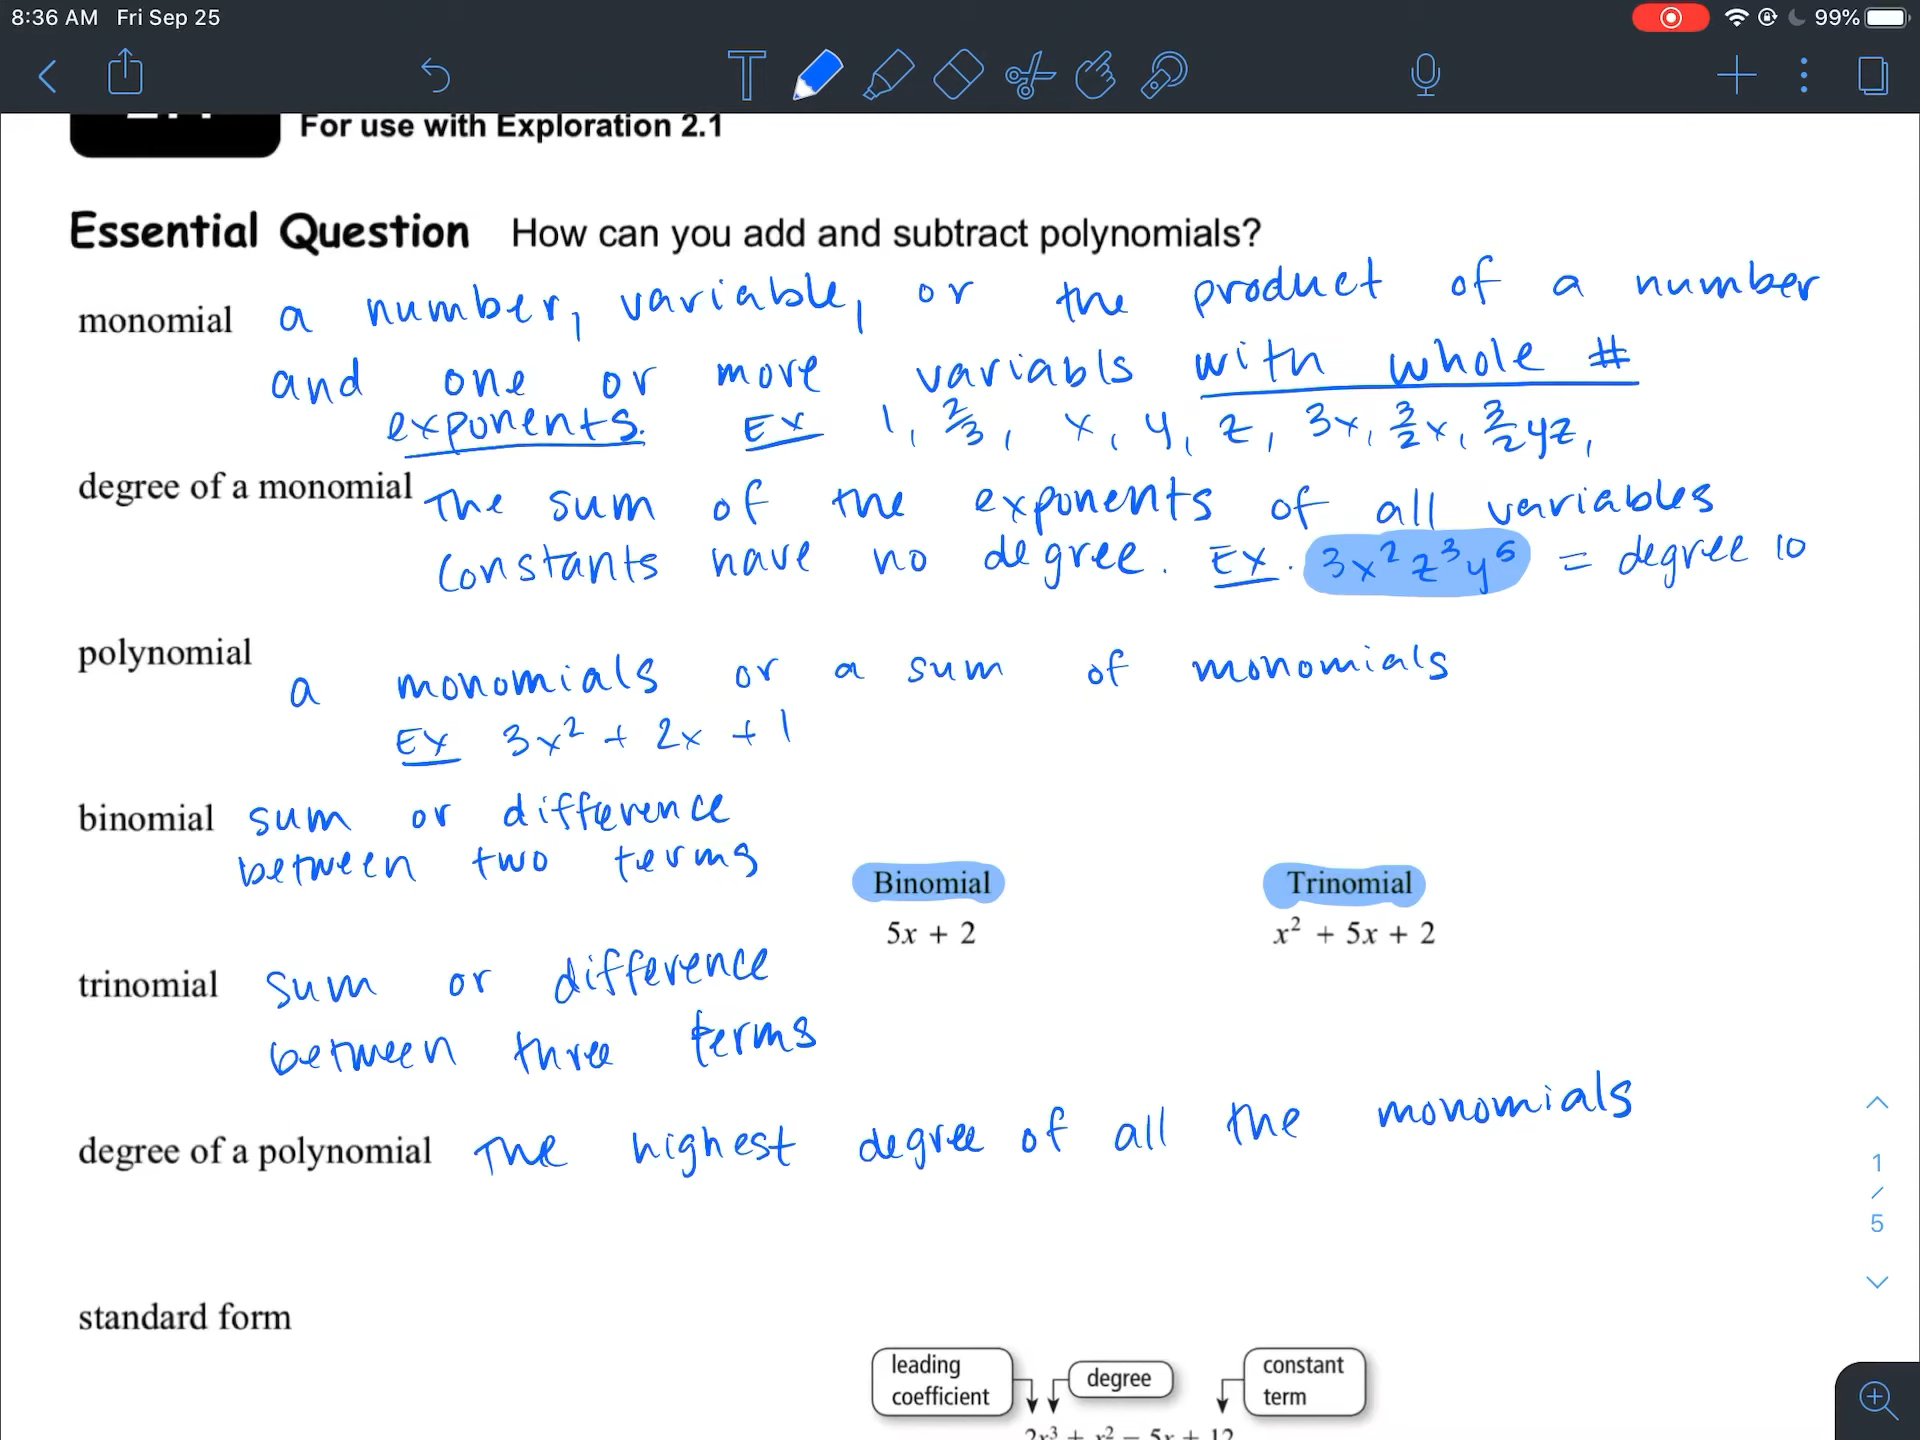 8:36 AM Fri Sep 25 99%
For use with Exploration 2.1
Essential Question How can you add and subtract polynomials?
monomial a number, variable, or the product of a number
and one or more variabls with whole #
exponents. EX 1, 2/3, x, y, z, 3x, 3/2x, 3/2yz,
degree of a monomial The sum of the exponents of all variables
constants have no degree. EX. 3x²z³y⁵ = degree 10
polynomial a monomials or a sum of monomials
EX 3x² + 2x + 1
binomial sum or difference
between two terms
Binomial Trinomial
5x + 2 x² + 5x + 2
trinomial sum or difference
between three terms
degree of a polynomial The highest degree of all the monomials
1
/
5
standard form
leading coefficient degree constant term
2x³ + x² − 5x + 12